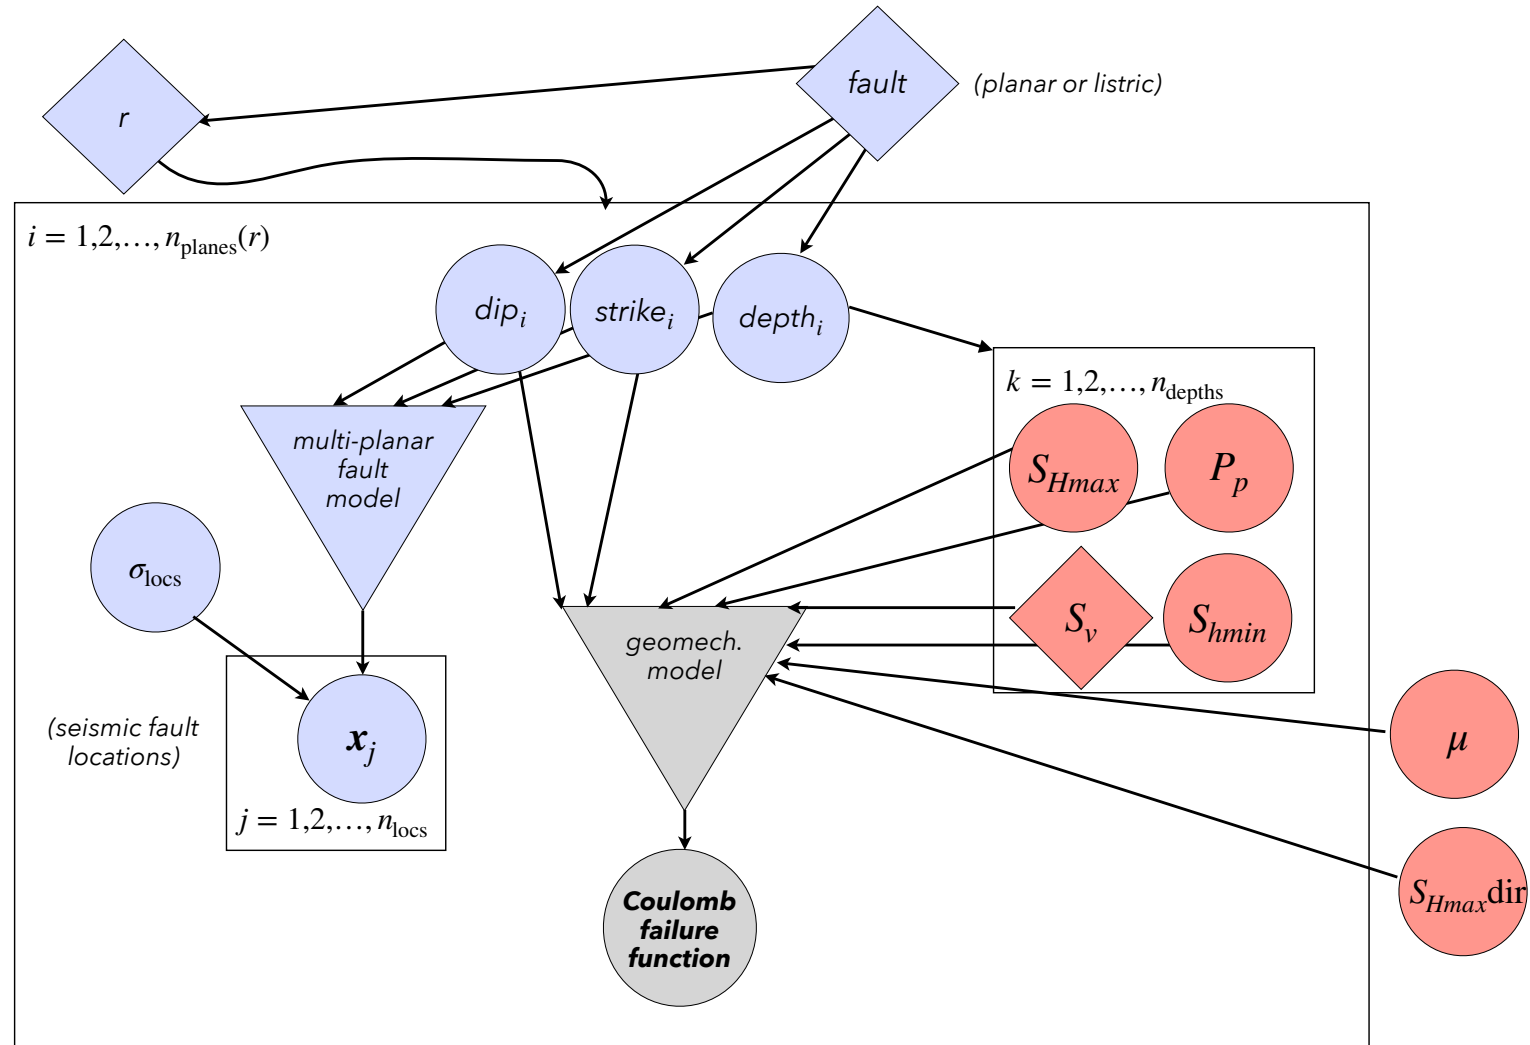 fault
(planar or listric)
r
i = 1,2,…, n_planes(r)
dip_i
strike_i
depth_i
k = 1,2,…, n_depths
multi-planar
fault
model
S_Hmax
P_p
σ_locs
S_v
S_hmin
geomech.
model
(seismic fault
locations)
x_j
μ
j = 1,2,…, n_locs
S_Hmax dir
Coulomb
failure
function